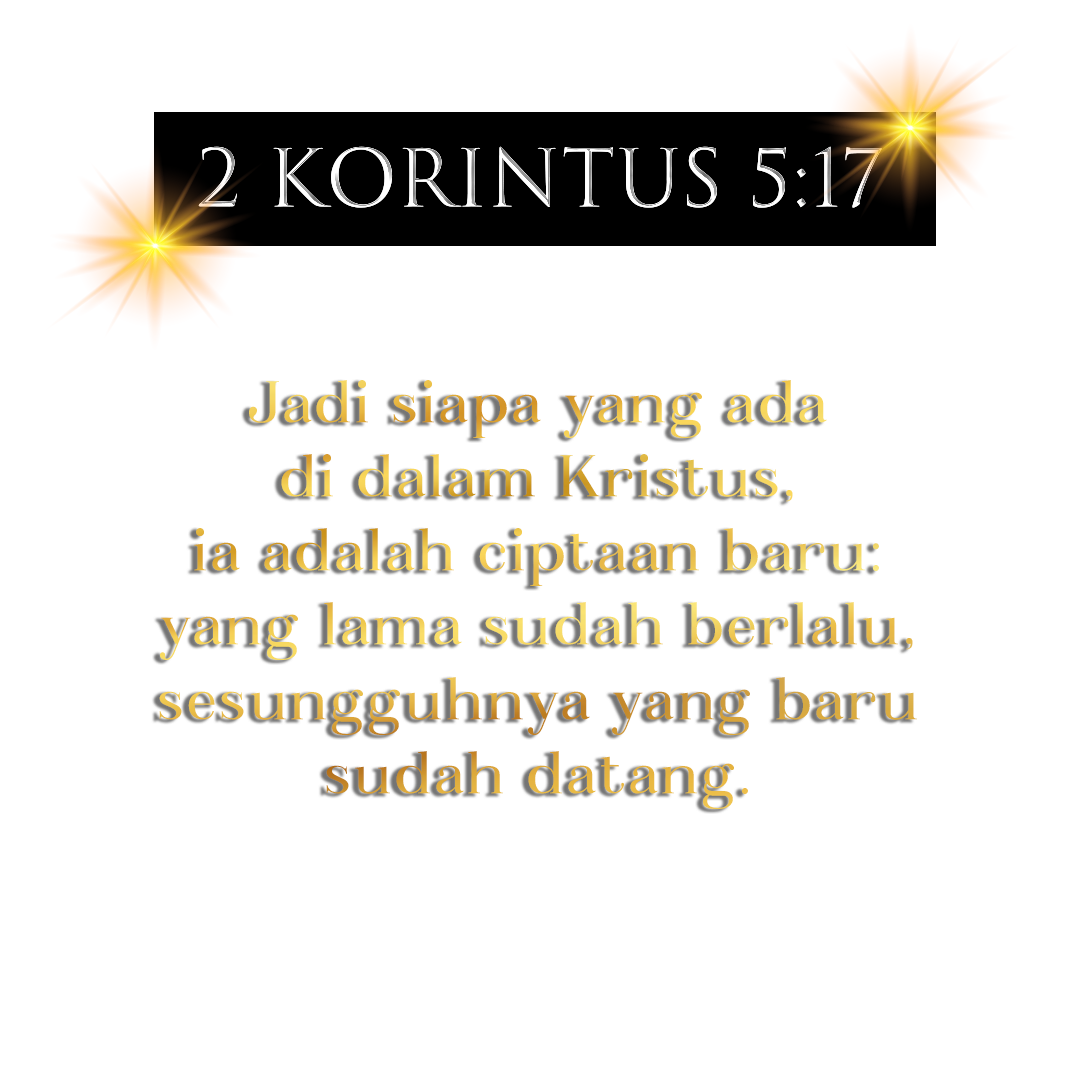 2 KORINTUS 5:17
Jadi siapa yang ada
di dalam Kristus,
ia adalah ciptaan baru:
yang lama sudah berlalu,
sesungguhnya yang baru
sudah datang.